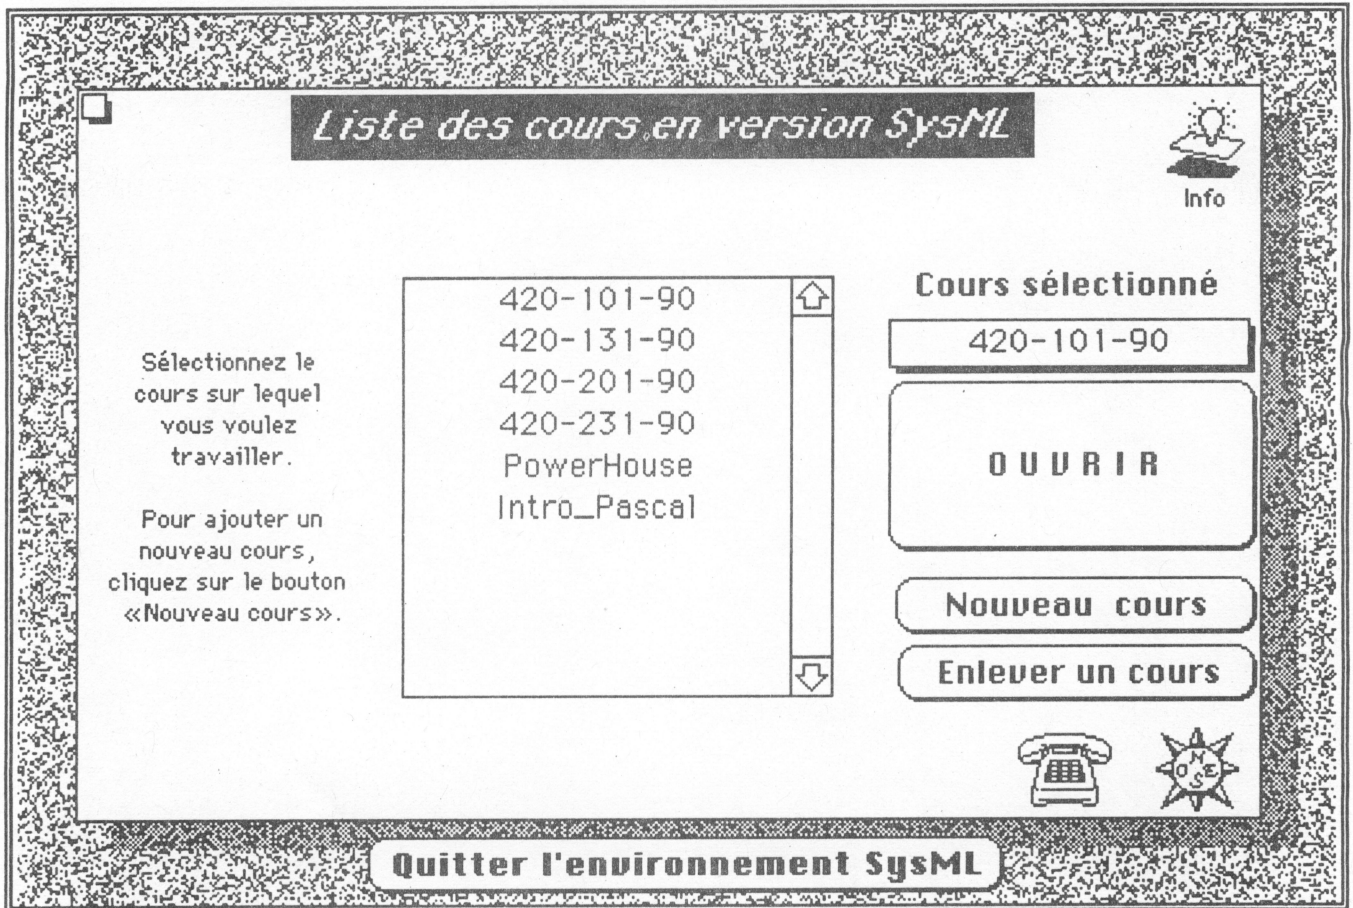 Liste des cours en version SysML
Info
Sélectionnez le
cours sur lequel
vous voulez
travailler.
Pour ajouter un
nouveau cours,
cliquez sur le bouton
«Nouveau cours».
420-101-90
420-131-90
420-201-90
420-231-90
PowerHouse
Intro_Pascal
Cours sélectionné
420-101-90
OUVRIR
Nouveau cours
Enlever un cours
N
O E
S
Quitter l'environnement SysML